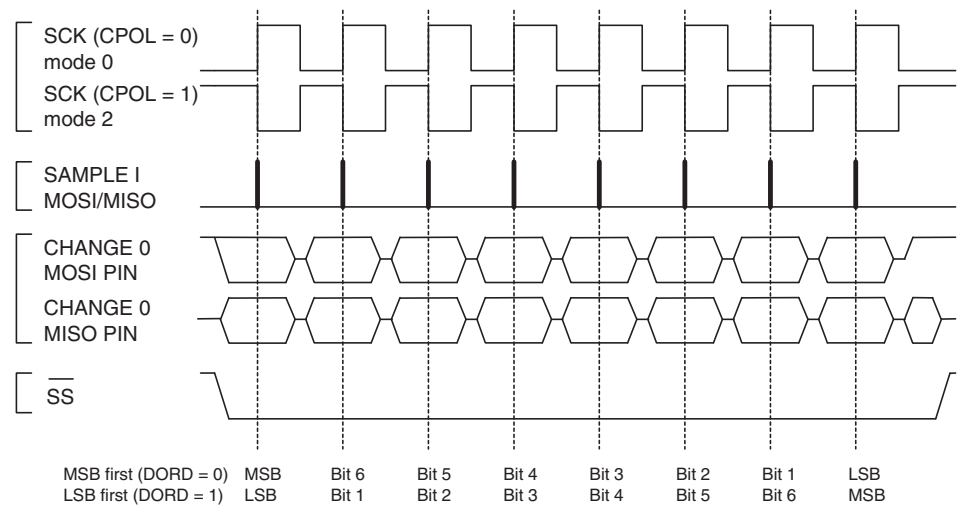 SCK (CPOL = 0)
mode 0
SCK (CPOL = 1)
mode 2
SAMPLE I
MOSI/MISO
CHANGE 0
MOSI PIN
CHANGE 0
MISO PIN
SS
MSB first (DORD = 0) MSB Bit 6 Bit 5 Bit 4 Bit 3 Bit 2 Bit 1 LSB
LSB first (DORD = 1) LSB Bit 1 Bit 2 Bit 3 Bit 4 Bit 5 Bit 6 MSB